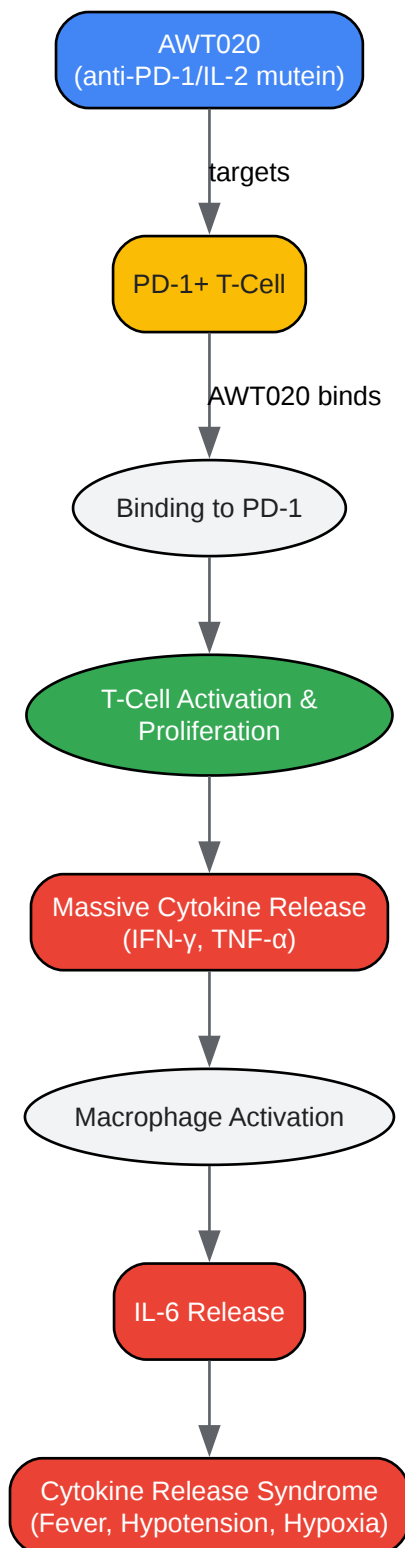 AWT020
(anti-PD-1/IL-2 mutein)
targets
PD-1+ T-Cell
AWT020 binds
Binding to PD-1
T-Cell Activation &
Proliferation
Massive Cytokine Release
(IFN-γ, TNF-α)
Macrophage Activation
IL-6 Release
Cytokine Release Syndrome
(Fever, Hypotension, Hypoxia)